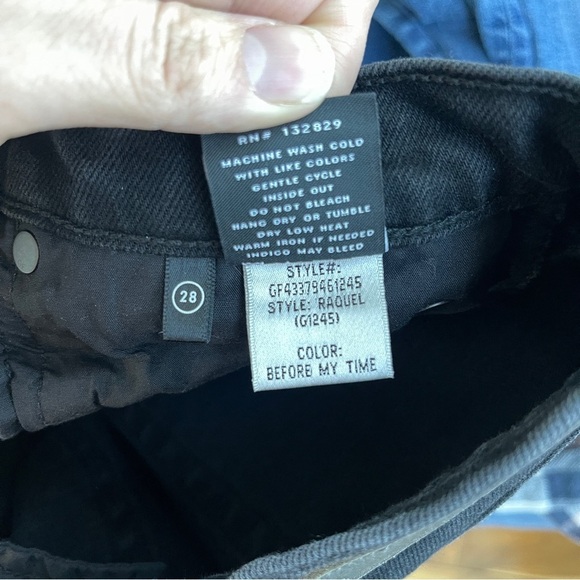 RN# 132829
MACHINE WASH COLD
WITH LIKE COLORS
GENTLE CYCLE
INSIDE OUT
DO NOT BLEACH
HANG DRY OR TUMBLE
DRY LOW HEAT
WARM IRON IF NEEDED
INDIGO MAY BLEED
28
STYLE#:
GF43379461245
STYLE: RAQUEL
(G1245)
COLOR:
BEFORE MY TIME